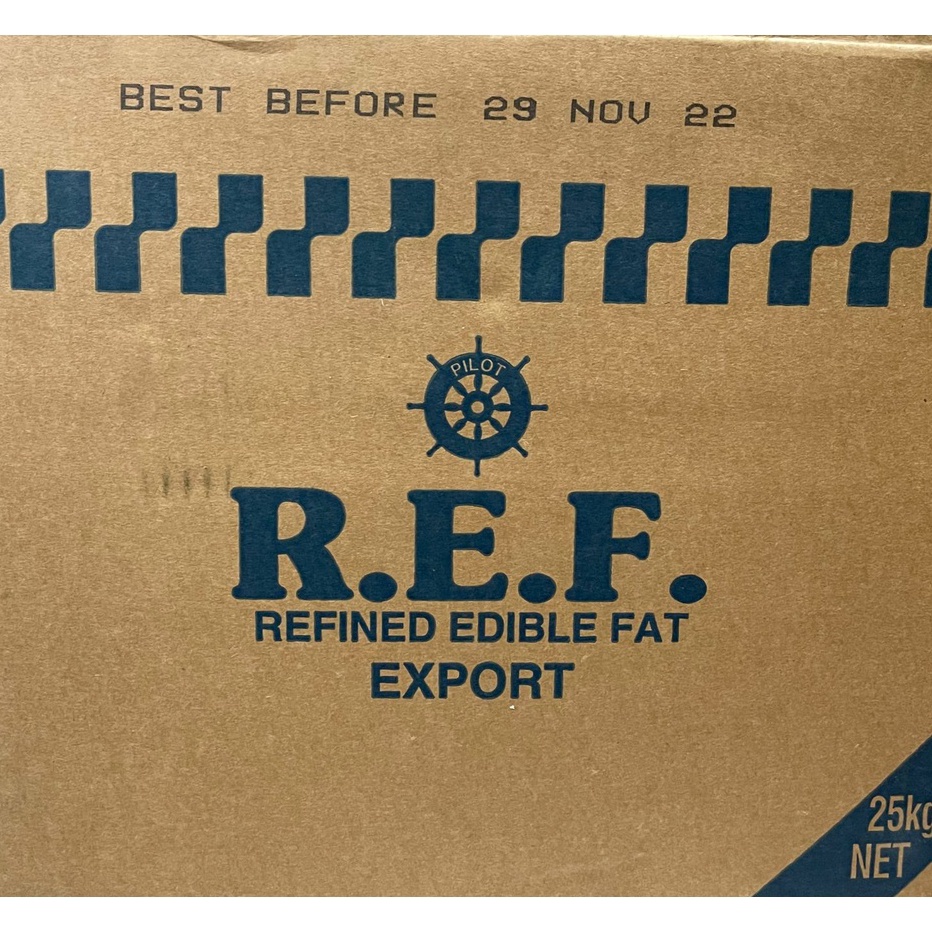 BEST BEFORE 29 NOV 22
PILOT
R.E.F.
REFINED EDIBLE FAT
EXPORT
25kg
NET